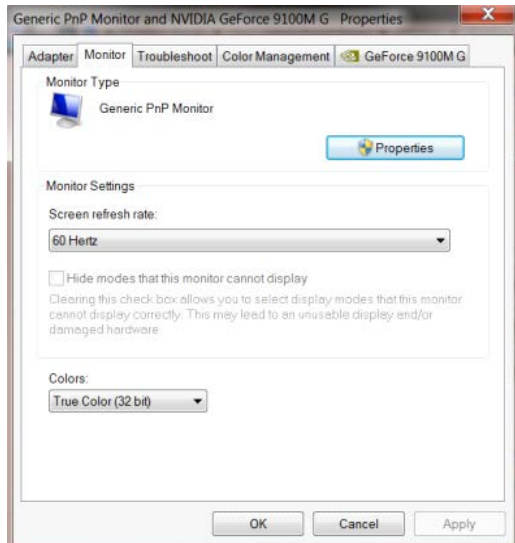 Generic PnP Monitor and NVIDIA GeForce 9100M G Properties
Adapter Monitor Troubleshoot Color Management GeForce 9100M G
Monitor Type
Generic PnP Monitor
Properties
Monitor Settings
Screen refresh rate:
60 Hertz
Hide modes that this monitor cannot display
Clearing this check box allows you to select display modes that this monitor
cannot display correctly. This may lead to an unusable display and/or
damaged hardware.
Colors:
True Color (32 bit)
OK Cancel Apply